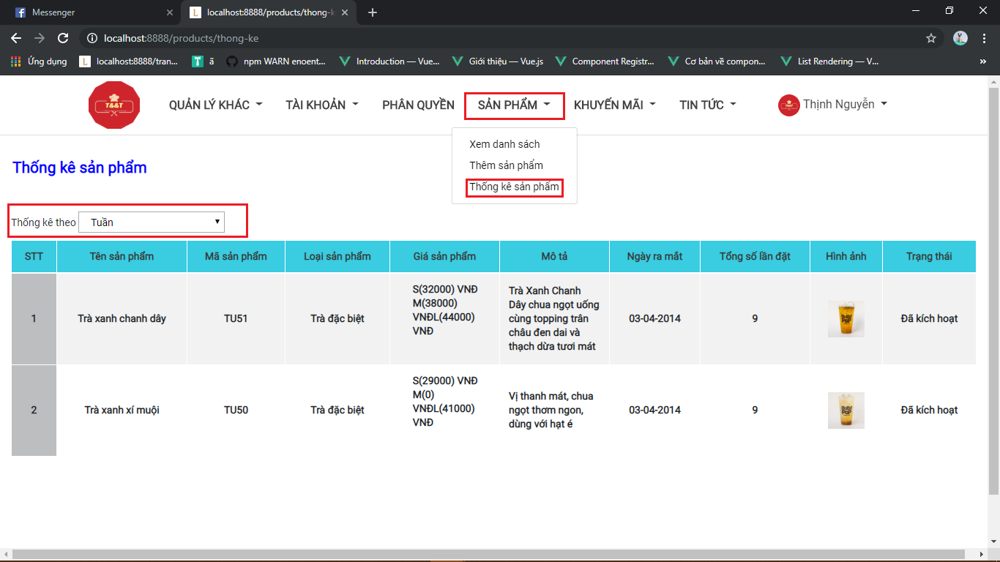 Messenger
localhost:8888/products/thong-k
localhost:8888/products/thong-ke
Ứng dụng
localhost:8888/tran...
ã
npm WARN enoent...
Introduction — Vue...
Giới thiệu — Vue.js
Component Registr...
Cơ bản về compon...
List Rendering — V...
T&&T
QUẢN LÝ KHÁC
TÀI KHOẢN
PHÂN QUYỀN
SẢN PHẨM
KHUYẾN MÃI
TIN TỨC
Thịnh Nguyễn
Xem danh sách
Thêm sản phẩm
Thống kê sản phẩm
Thống kê sản phẩm
Thống kê theo Tuần
STT Tên sản phẩm Mã sản phẩm Loại sản phẩm Giá sản phẩm Mô tả Ngày ra mắt Tổng số lần đặt Hình ảnh Trạng thái
1
Trà xanh chanh dây
TU51
Trà đặc biệt
S(32000) VNĐ
M(38000)
VNĐL(44000)
VNĐ
Trà Xanh Chanh
Dây chua ngọt uống
cùng topping trân
châu đen dai và
thạch dừa tươi mát
03-04-2014
9
Đã kích hoạt
2
Trà xanh xí muội
TU50
Trà đặc biệt
S(29000) VNĐ
M(0)
VNĐL(41000)
VNĐ
Vị thanh mát, chua
ngọt thơm ngon,
dùng với hạt é
03-04-2014
9
Đã kích hoạt